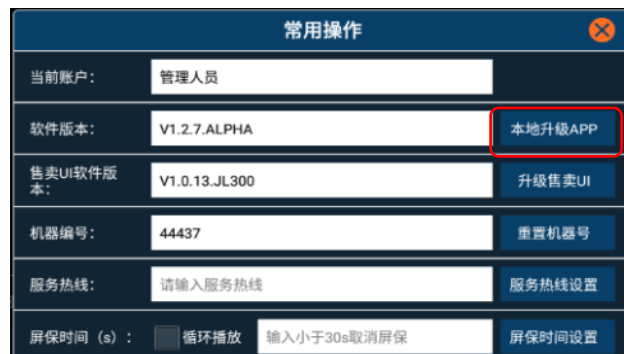 常用操作
当前账户：
管理人员
软件版本：
V1.2.7.ALPHA
本地升级APP
售卖UI软件版
本：
V1.0.13.JL300
升级售卖UI
机器编号：
44437
重置机器号
服务热线：
请输入服务热线
服务热线设置
屏保时间（s）：
循环播放
输入小于30s取消屏保
屏保时间设置